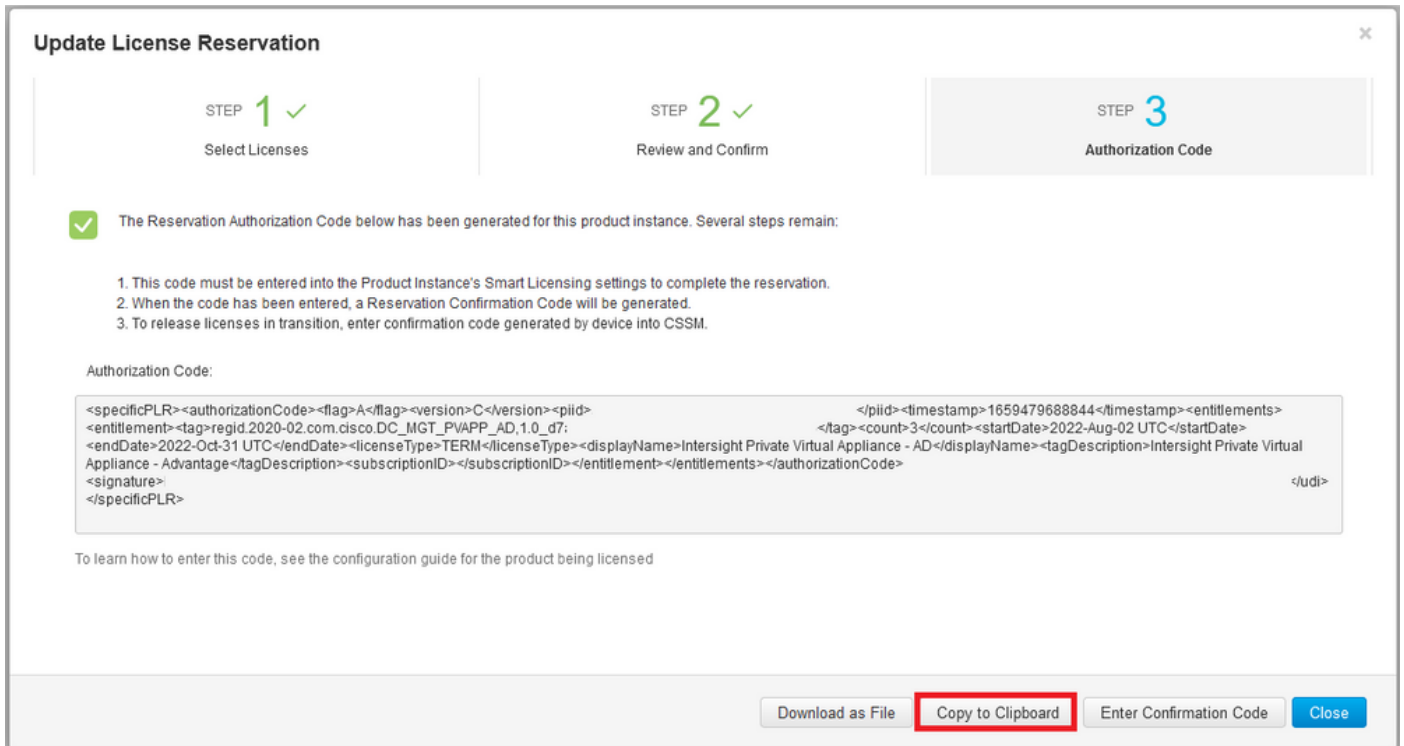 Update License Reservation
×
STEP 1 ✓
Select Licenses
STEP 2 ✓
Review and Confirm
STEP 3
Authorization Code
The Reservation Authorization Code below has been generated for this product instance. Several steps remain:
1. This code must be entered into the Product Instance's Smart Licensing settings to complete the reservation.
2. When the code has been entered, a Reservation Confirmation Code will be generated.
3. To release licenses in transition, enter confirmation code generated by device into CSSM.
Authorization Code:
<specificPLR><authorizationCode><flag>A</flag><version>C</version><piid> </piid><timestamp>1659479688844</timestamp><entitlements>
<entitlement><tag>regid.2020-02.com.cisco.DC_MGT_PVAPP_AD,1.0_d7 </tag><count>3</count><startDate>2022-Aug-02 UTC</startDate>
<endDate>2022-Oct-31 UTC</endDate><licenseType>TERM</licenseType><displayName>Intersight Private Virtual Appliance - AD</displayName><tagDescription>Intersight Private Virtual
Appliance - Advantage</tagDescription><subscriptionID></subscriptionID></entitlement></entitlements></authorizationCode>
<signature> </udi>
</specificPLR>
To learn how to enter this code, see the configuration guide for the product being licensed
Download as File
Copy to Clipboard
Enter Confirmation Code
Close